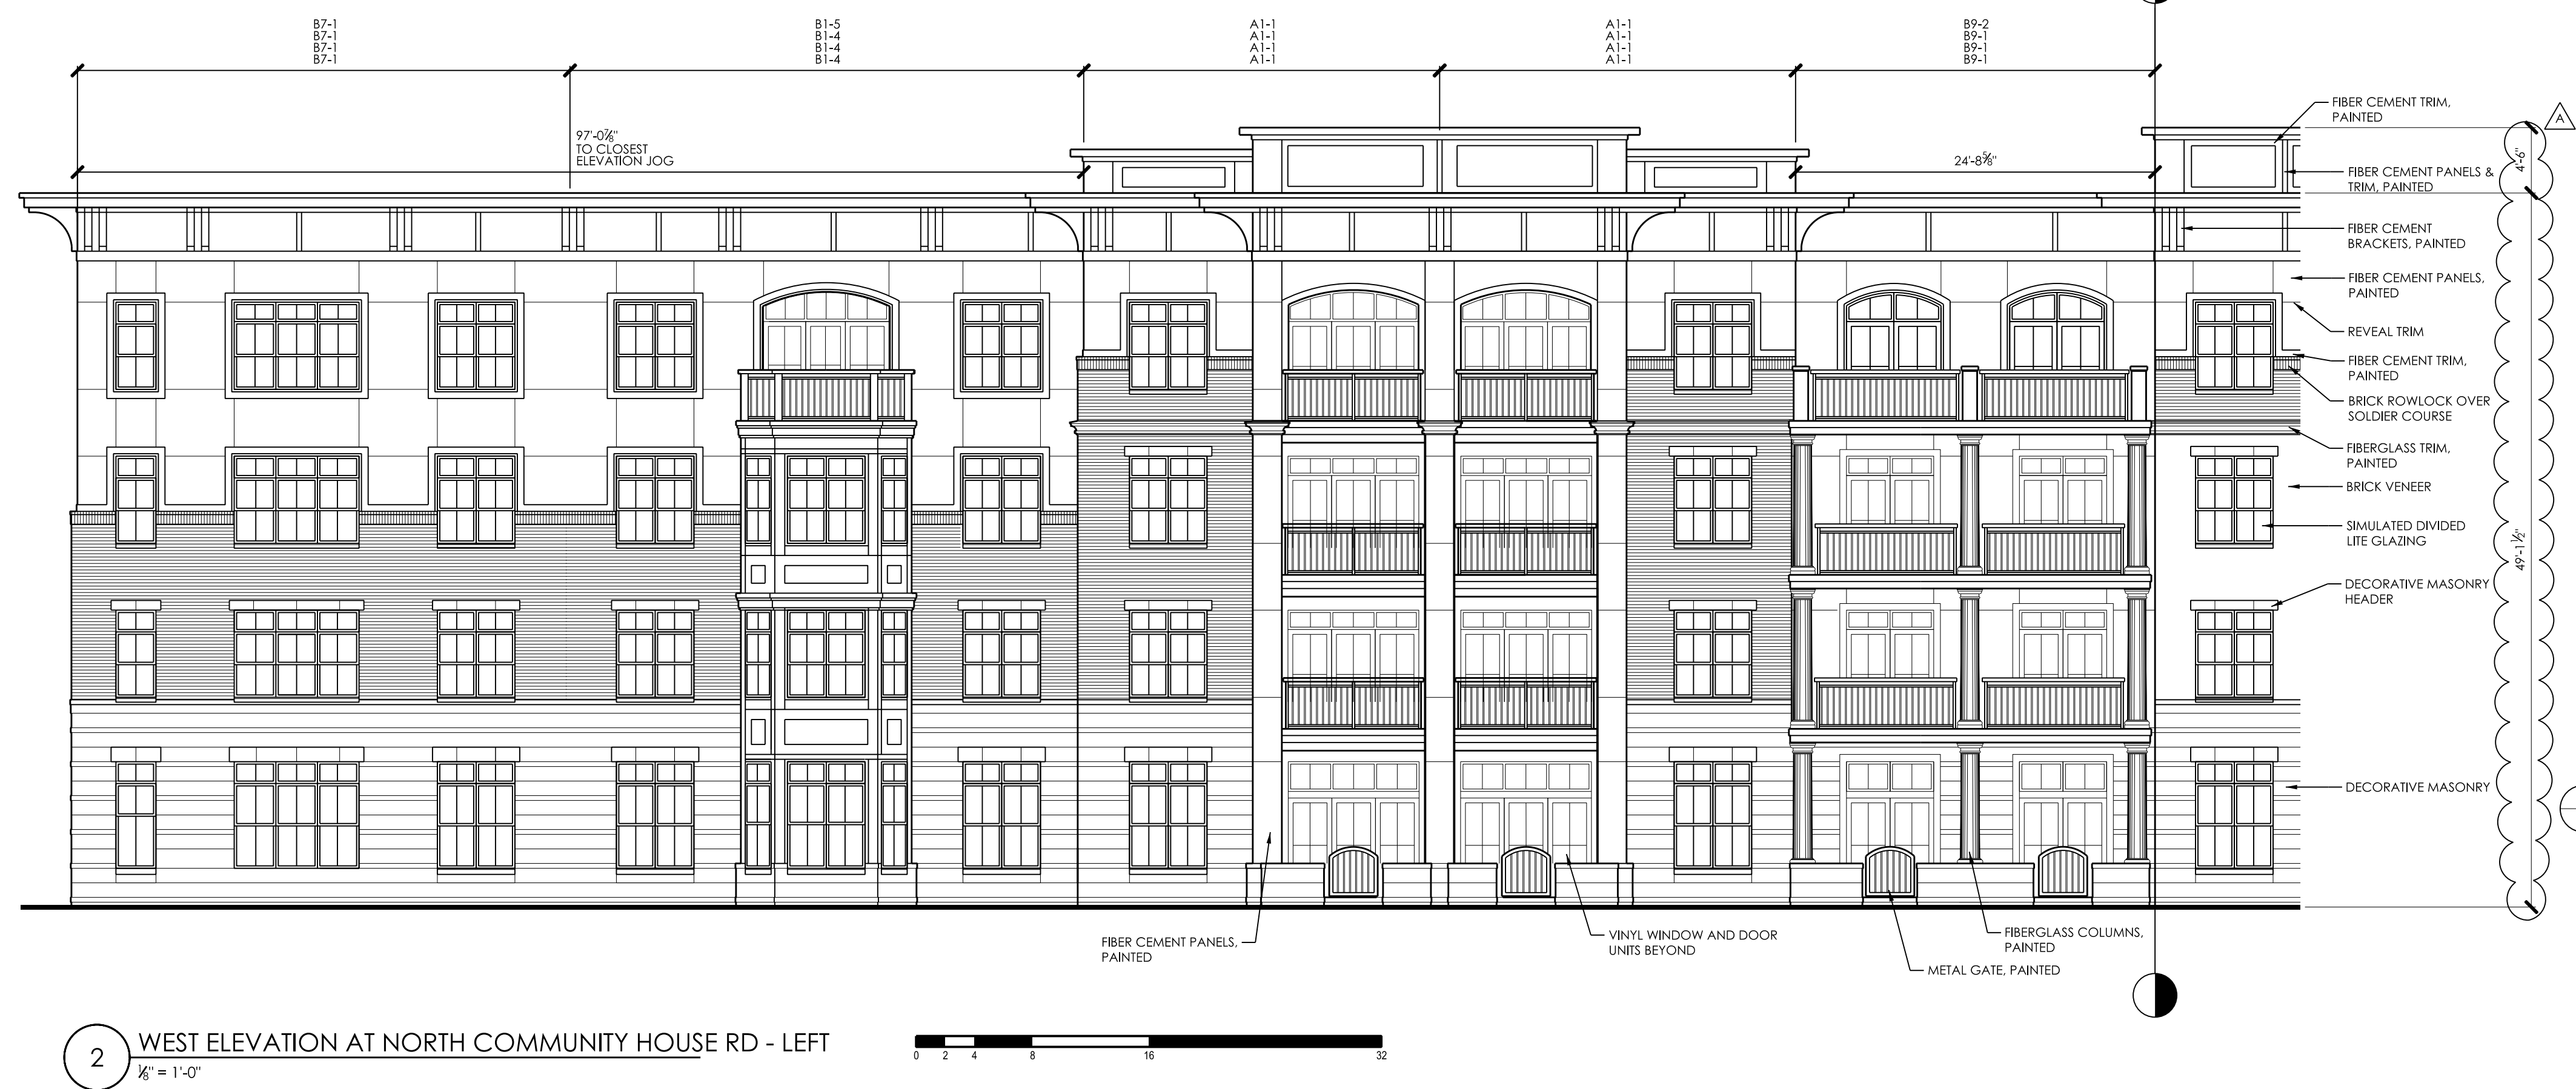 B7-1
B7-1
B7-1
B7-1
B1-5
B1-4
B1-4
B1-4
A1-1
A1-1
A1-1
A1-1
A1-1
A1-1
A1-1
A1-1
B9-2
B9-1
B9-1
B9-1
97'-0⅞"
TO CLOSEST
ELEVATION JOG
24'-8⅝"
FIBER CEMENT TRIM,
PAINTED
A
4'-6"
FIBER CEMENT PANELS &
TRIM, PAINTED
FIBER CEMENT
BRACKETS, PAINTED
FIBER CEMENT PANELS,
PAINTED
REVEAL TRIM
FIBER CEMENT TRIM,
PAINTED
BRICK ROWLOCK OVER
SOLDIER COURSE
FIBERGLASS TRIM,
PAINTED
BRICK VENEER
SIMULATED DIVIDED
LITE GLAZING
49'-1½"
DECORATIVE MASONRY
HEADER
DECORATIVE MASONRY
FIBER CEMENT PANELS,
PAINTED
VINYL WINDOW AND DOOR
UNITS BEYOND
FIBERGLASS COLUMNS,
PAINTED
METAL GATE, PAINTED
2
WEST ELEVATION AT NORTH COMMUNITY HOUSE RD - LEFT
⅛" = 1'-0"
0 2 4 8 16 32